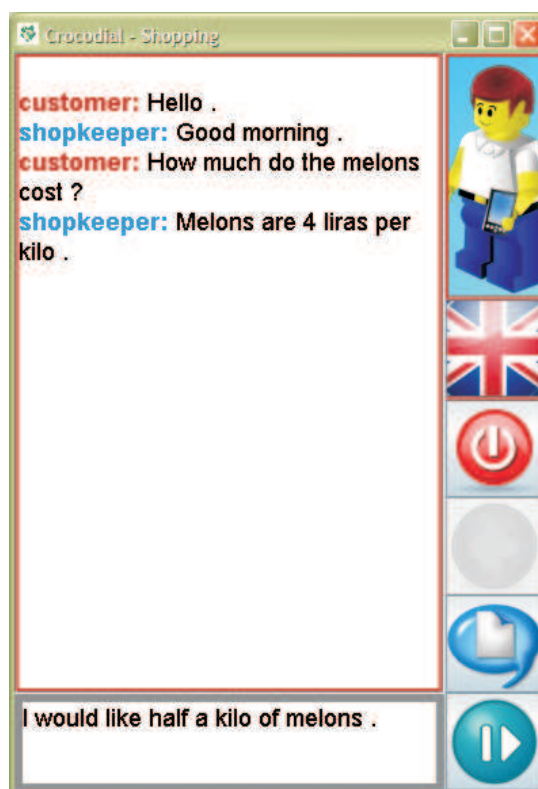 Crocodial - Shopping
customer: Hello .
shopkeeper: Good morning .
customer: How much do the melons
cost ?
shopkeeper: Melons are 4 liras per
kilo .
I would like half a kilo of melons .